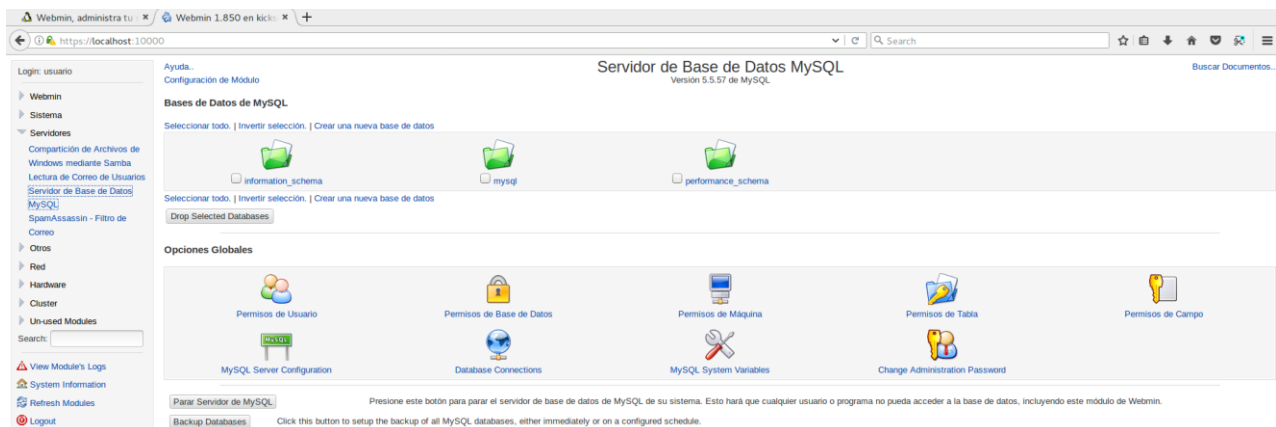 Webmin, administra tu
Webmin 1.850 en kicks
https://localhost:10000
Search
Login: usuario
Webmin
Sistema
Servidores
Compartición de Archivos de
Windows mediante Samba
Lectura de Correo de Usuarios
Servidor de Base de Datos
MySQL
SpamAssassin - Filtro de
Correo
Otros
Red
Hardware
Cluster
Un-used Modules
Search:
View Module's Logs
System Information
Refresh Modules
Logout
Ayuda..
Configuración de Módulo
Servidor de Base de Datos MySQL
Versión 5.5.57 de MySQL
Buscar Documentos..
Bases de Datos de MySQL
Seleccionar todo. | Invertir selección. | Crear una nueva base de datos
information_schema
mysql
performance_schema
Seleccionar todo. | Invertir selección. | Crear una nueva base de datos
Drop Selected Databases
Opciones Globales
Permisos de Usuario
Permisos de Base de Datos
Permisos de Máquina
Permisos de Tabla
Permisos de Campo
MySQL
MySQL Server Configuration
Database Connections
MySQL System Variables
Change Administration Password
Parar Servidor de MySQL
Presione este botón para parar el servidor de base de datos de MySQL de su sistema. Esto hará que cualquier usuario o programa no pueda acceder a la base de datos, incluyendo este módulo de Webmin.
Backup Databases
Click this button to setup the backup of all MySQL databases, either immediately or on a configured schedule.